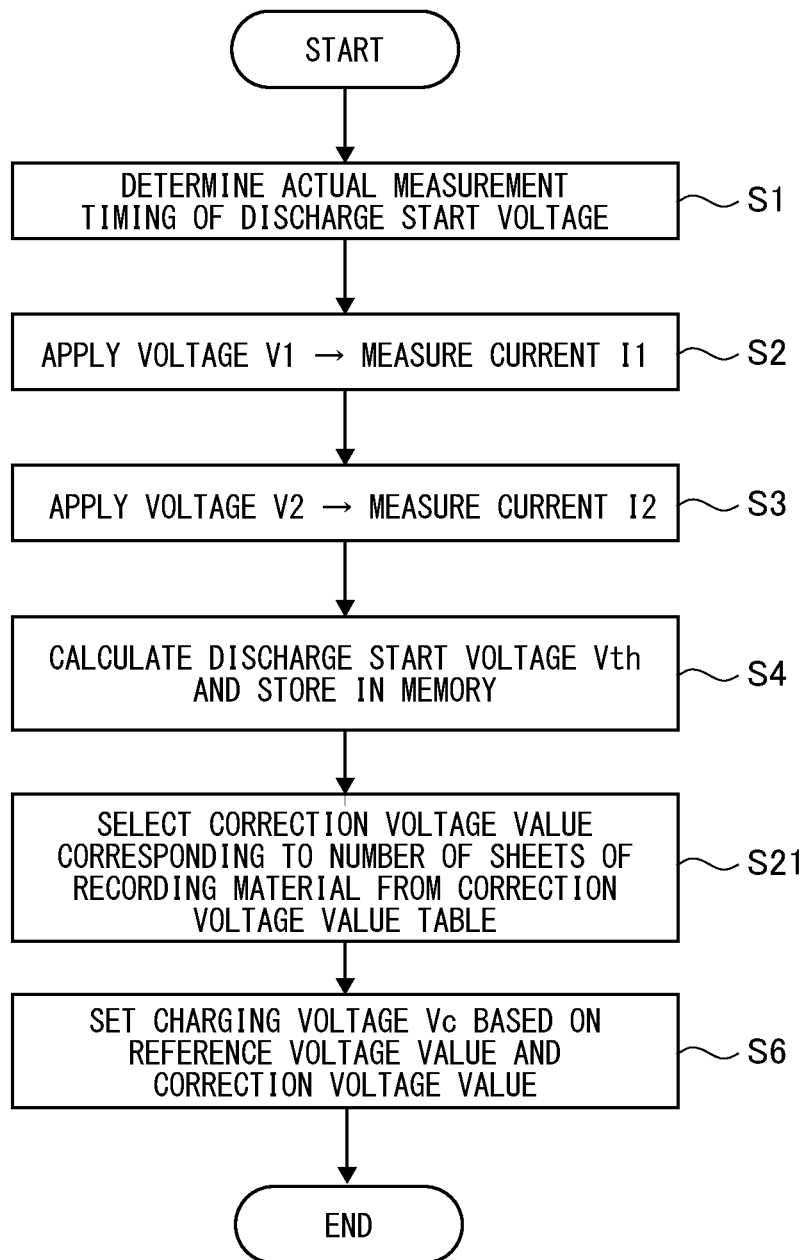 START
DETERMINE ACTUAL MEASUREMENT
TIMING OF DISCHARGE START VOLTAGE
S1
APPLY VOLTAGE V1 → MEASURE CURRENT I1
S2
APPLY VOLTAGE V2 → MEASURE CURRENT I2
S3
CALCULATE DISCHARGE START VOLTAGE Vth
AND STORE IN MEMORY
S4
SELECT CORRECTION VOLTAGE VALUE
CORRESPONDING TO NUMBER OF SHEETS OF
RECORDING MATERIAL FROM CORRECTION
VOLTAGE VALUE TABLE
S21
SET CHARGING VOLTAGE Vc BASED ON
REFERENCE VOLTAGE VALUE AND
CORRECTION VOLTAGE VALUE
S6
END